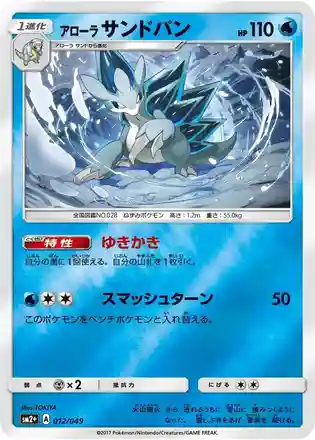 1進化
アローラ サンドパン
HP 110
アローラ サンドから進化
全国図鑑NO.028 ねずみポケモン 高さ:1.2m 重さ:55.0kg
特性 ゆきかき
自分の番に1回使える。自分の山札を1枚引く。
スマッシュターン 50
このポケモンをベンチポケモンと入れ替える。
弱点 ×2 抵抗力 にげる
Illus.TOKIYA
sm2+ A 012/049
©2017 Pokémon/Nintendo/Creatures/GAME FREAK.